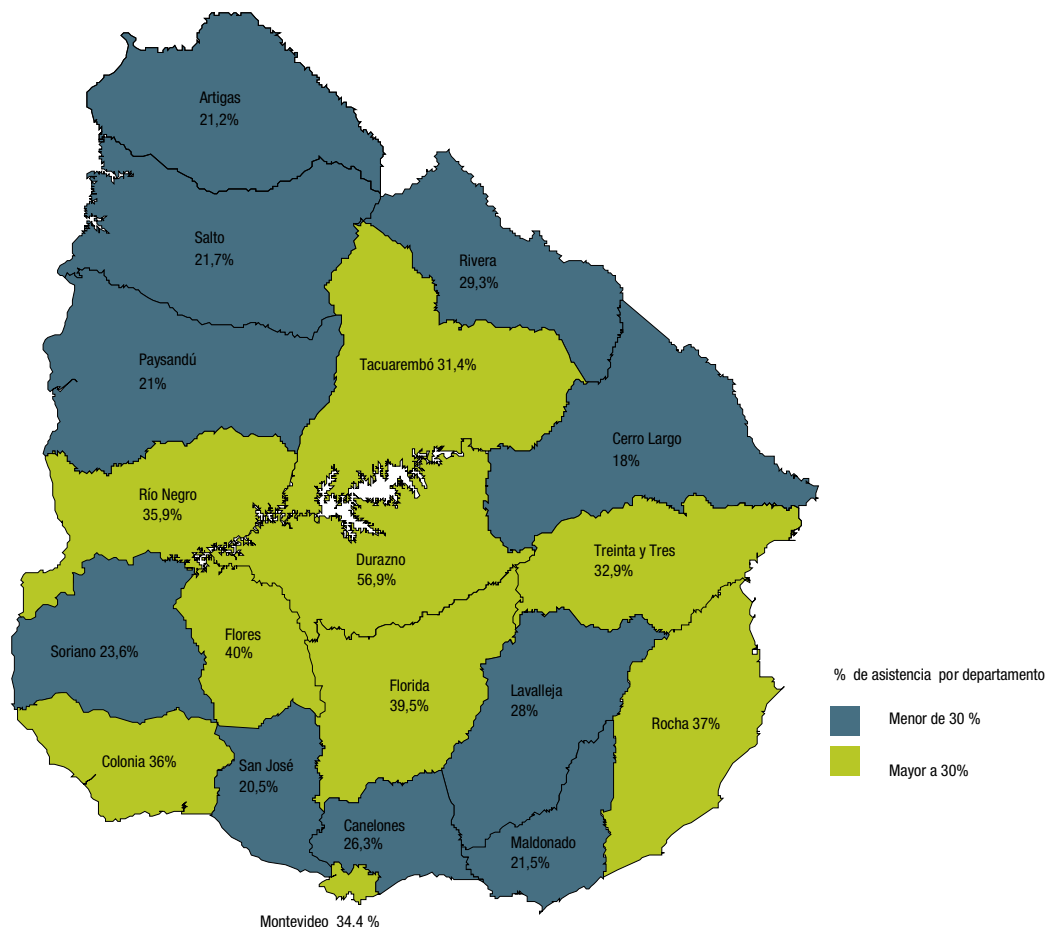 Artigas
21,2%
Salto
21,7%
Rivera
29,3%
Paysandú
21%
Tacuarembó 31,4%
Cerro Largo
18%
Río Negro
35,9%
Durazno
56,9%
Treinta y Tres
32,9%
Soriano 23,6%
Flores
40%
Florida
39,5%
Lavalleja
28%
Rocha 37%
Colonia 36%
San José
20,5%
Canelones
26,3%
Maldonado
21,5%
Montevideo 34.4 %
% de asistencia por departamento
Menor de 30 %
Mayor a 30%